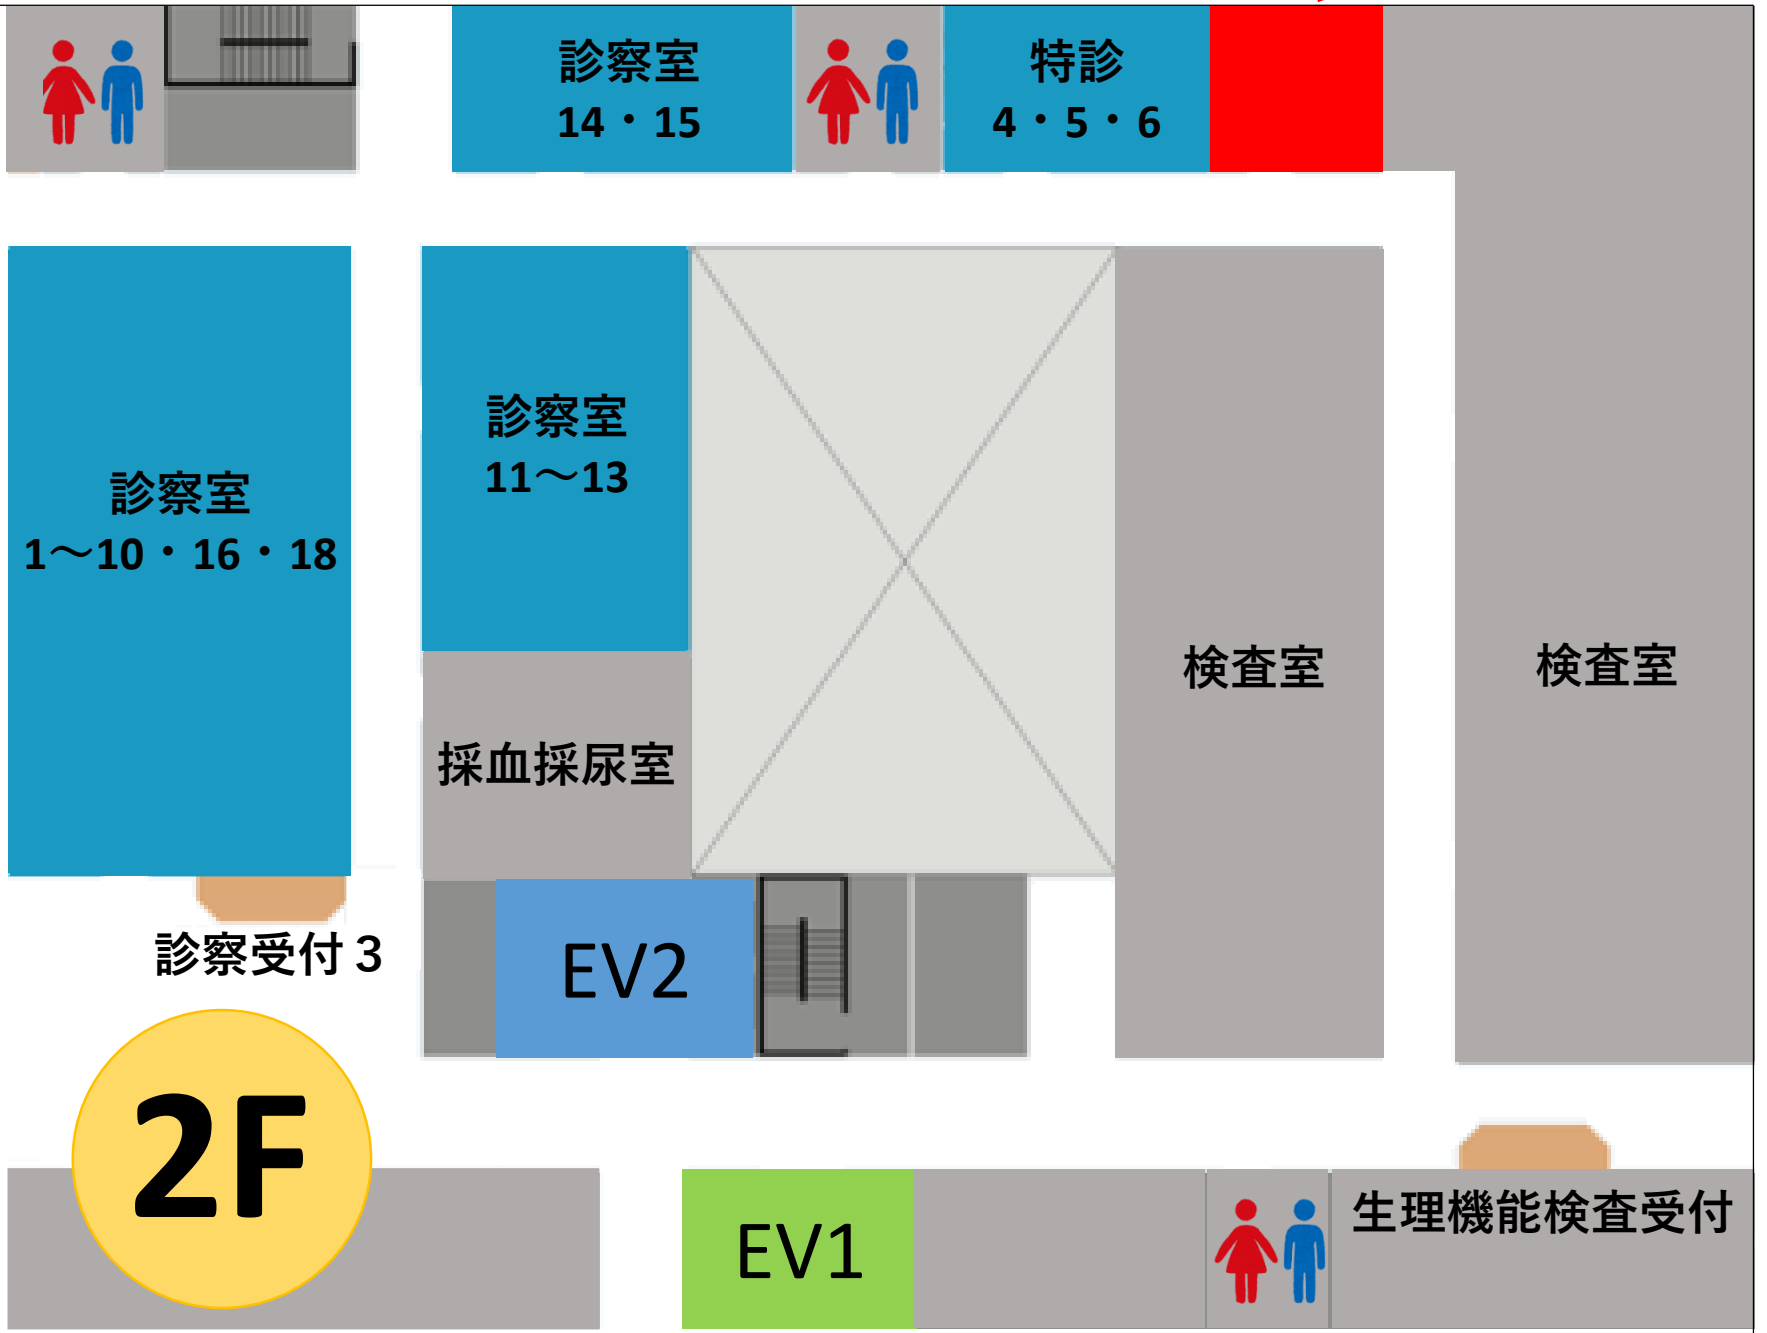 診察室
14・15
特診
4・5・6
診察室
11～13
診察室
1～10・16・18
検査室
検査室
採血採尿室
診察受付３
EV2
2F
生理機能検査受付
EV1